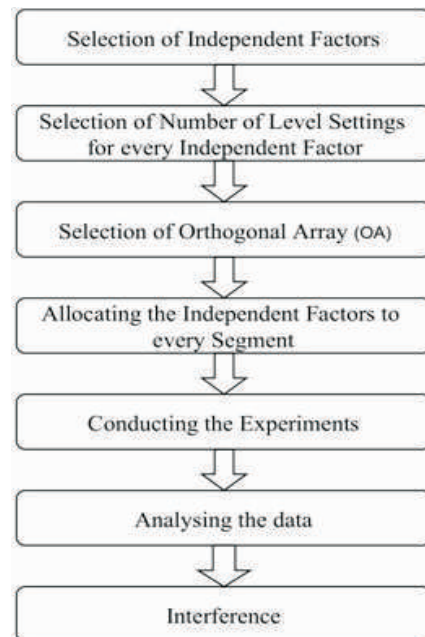 Selection of Independent Factors
Selection of Number of Level Settings
for every Independent Factor
Selection of Orthogonal Array (OA)
Allocating the Independent Factors to
every Segment
Conducting the Experiments
Analysing the data
Interference